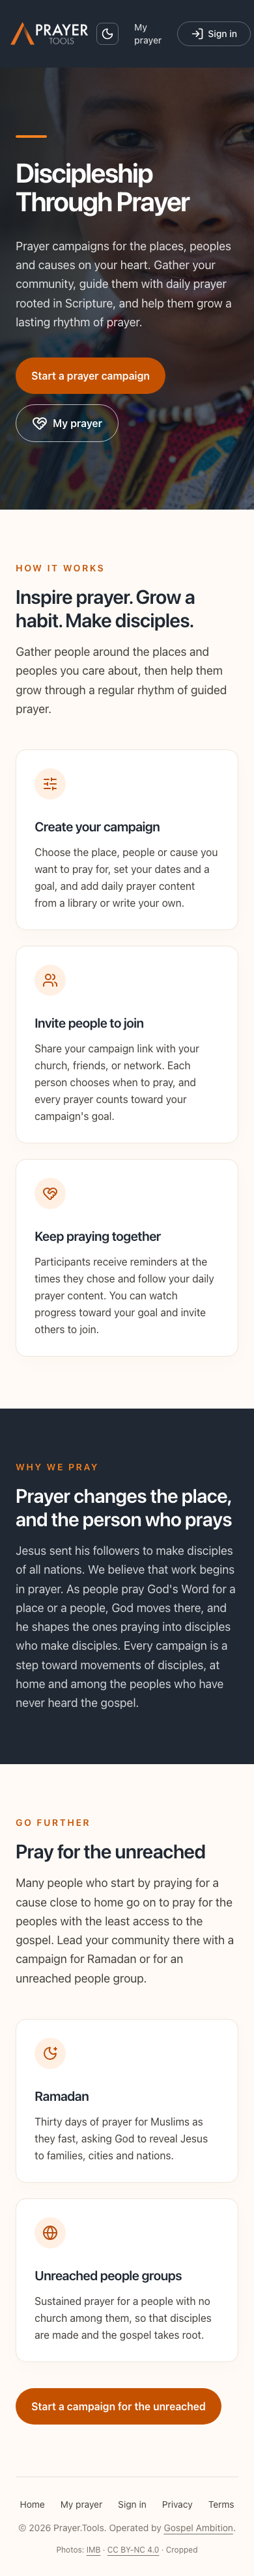 PRAYER
TOOLS
My
prayer
Sign in
Discipleship
Through Prayer
Prayer campaigns for the places, peoples
and causes on your heart. Gather your
community, guide them with daily prayer
rooted in Scripture, and help them grow a
lasting rhythm of prayer.
Start a prayer campaign
My prayer
HOW IT WORKS
Inspire prayer. Grow a
habit. Make disciples.
Gather people around the places and
peoples you care about, then help them
grow through a regular rhythm of guided
prayer.
Create your campaign
Choose the place, people or cause you
want to pray for, set your dates and a
goal, and add daily prayer content
from a library or write your own.
Invite people to join
Share your campaign link with your
church, friends, or network. Each
person chooses when to pray, and
every prayer counts toward your
campaign's goal.
Keep praying together
Participants receive reminders at the
times they chose and follow your daily
prayer content. You can watch
progress toward your goal and invite
others to join.
WHY WE PRAY
Prayer changes the place,
and the person who prays
Jesus sent his followers to make disciples
of all nations. We believe that work begins
in prayer. As people pray God's Word for a
place or a people, God moves there, and
he shapes the ones praying into disciples
who make disciples. Every campaign is a
step toward movements of disciples, at
home and among the peoples who have
never heard the gospel.
GO FURTHER
Pray for the unreached
Many people who start by praying for a
cause close to home go on to pray for the
peoples with the least access to the
gospel. Lead your community there with a
campaign for Ramadan or for an
unreached people group.
Ramadan
Thirty days of prayer for Muslims as
they fast, asking God to reveal Jesus
to families, cities and nations.
Unreached people groups
Sustained prayer for a people with no
church among them, so that disciples
are made and the gospel takes root.
Start a campaign for the unreached
Home My prayer Sign in Privacy Terms
© 2026 Prayer.Tools. Operated by Gospel Ambition.
Photos: IMB · CC BY-NC 4.0 · Cropped